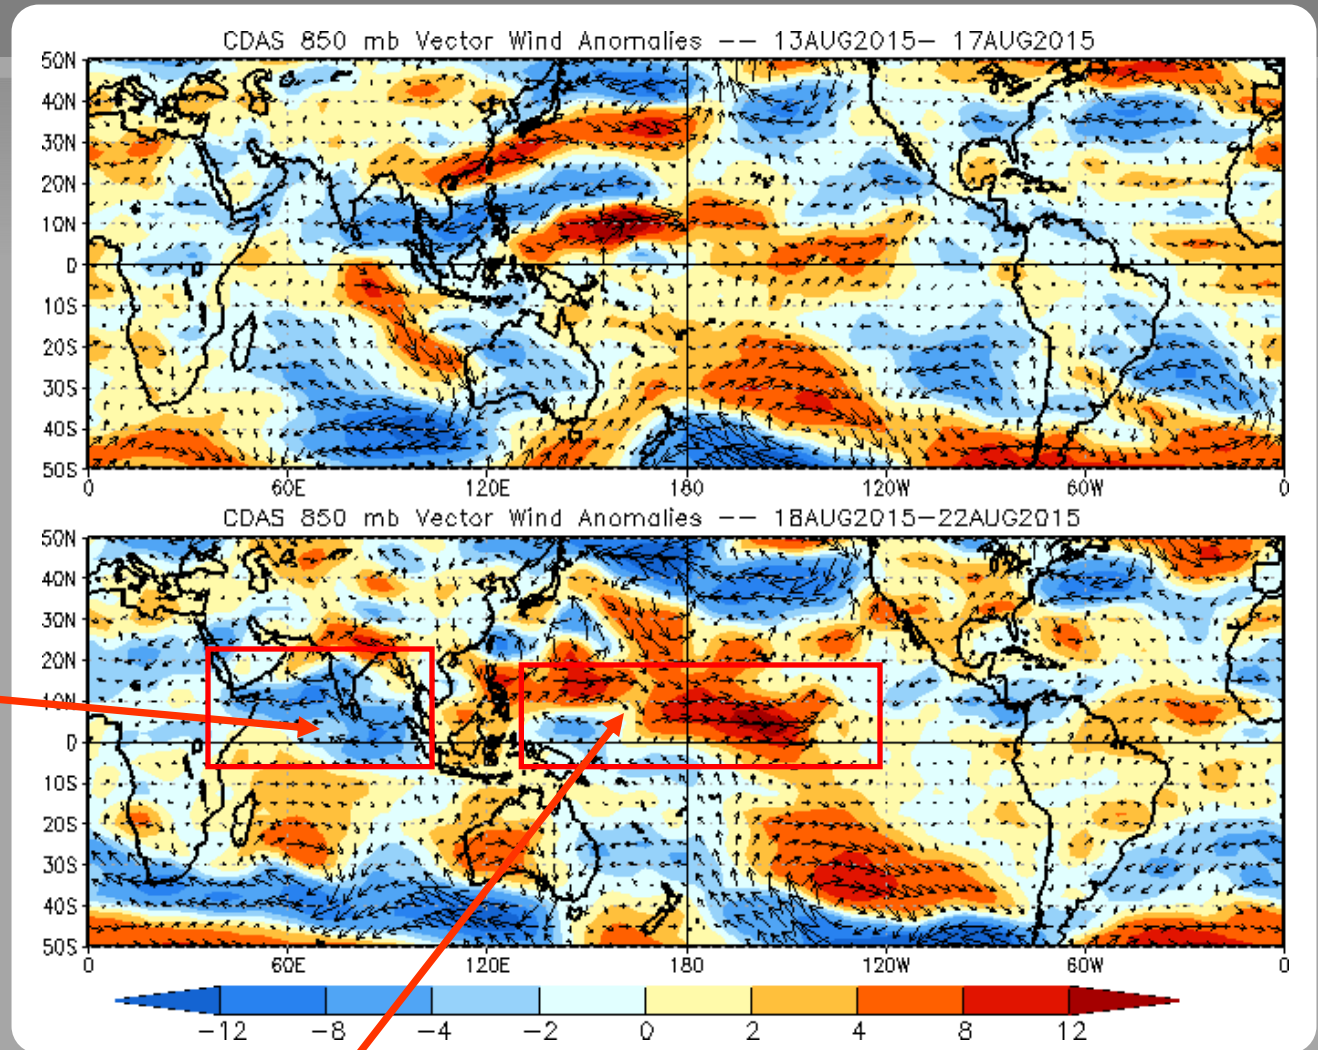 CDAS 850 mb Vector Wind Anomalies -- 13AUG2015- 17AUG2015
50N
40N
30N
20N
10N
0
10S
20S
30S
40S
50S
0 60E 120E 180 120W 60W 0
CDAS 850 mb Vector Wind Anomalies -- 18AUG2015-22AUG2015
50N
40N
30N
20N
10N
0
10S
20S
30S
40S
50S
0 60E 120E 180 120W 60W 0
-12 -8 -4 -2 0 2 4 8 12